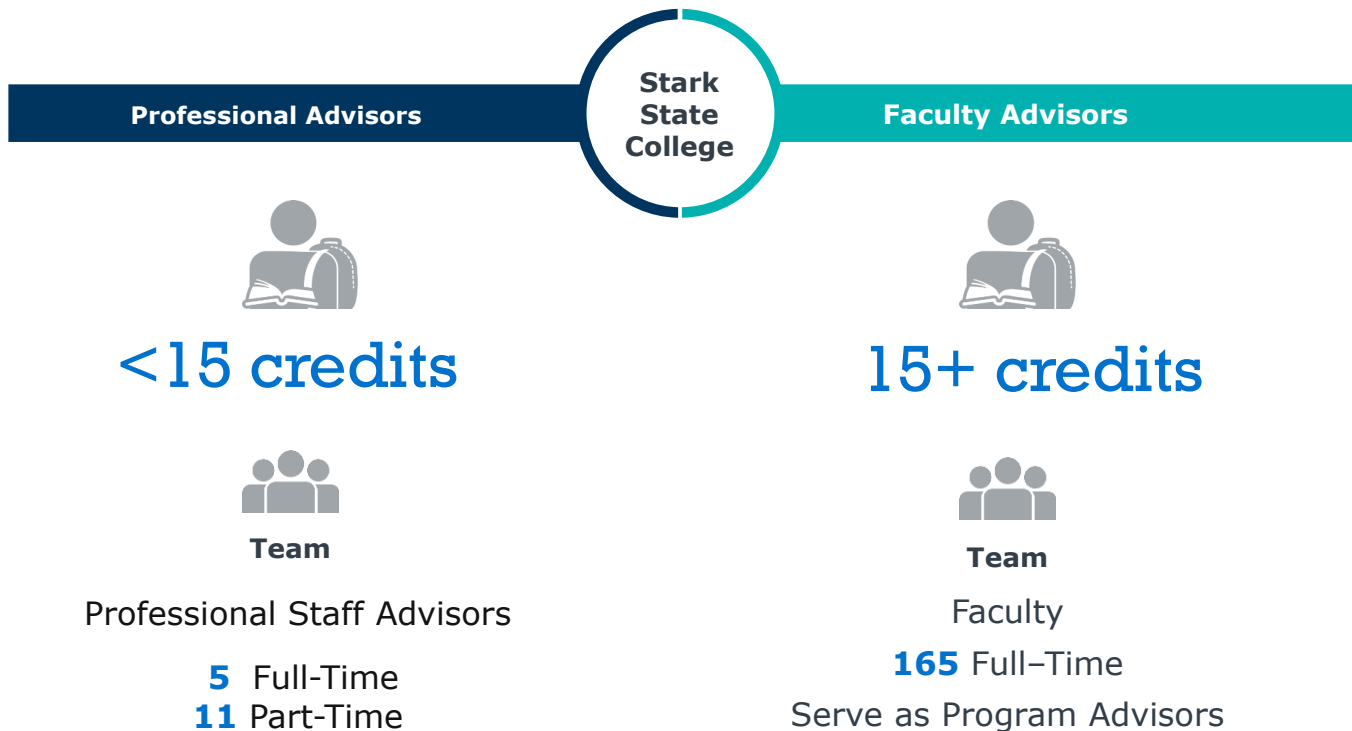 Stark
State
College
Professional Advisors
Faculty Advisors
<15 credits
Team
Professional Staff Advisors
5 Full-Time
11 Part-Time
15+ credits
Team
Faculty
165 Full–Time
Serve as Program Advisors